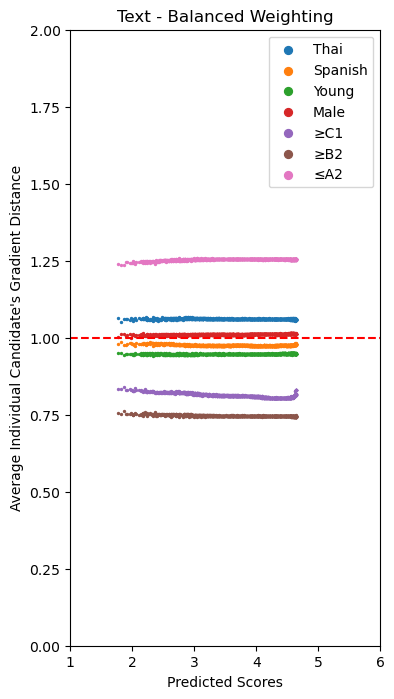 Text - Balanced Weighting
Average Individual Candidate's Gradient Distance
2.00
1.75
1.50
1.25
1.00
0.75
0.50
0.25
0.00
Thai
Spanish
Young
Male
≥C1
≥B2
≤A2
1 2 3 4 5 6
Predicted Scores